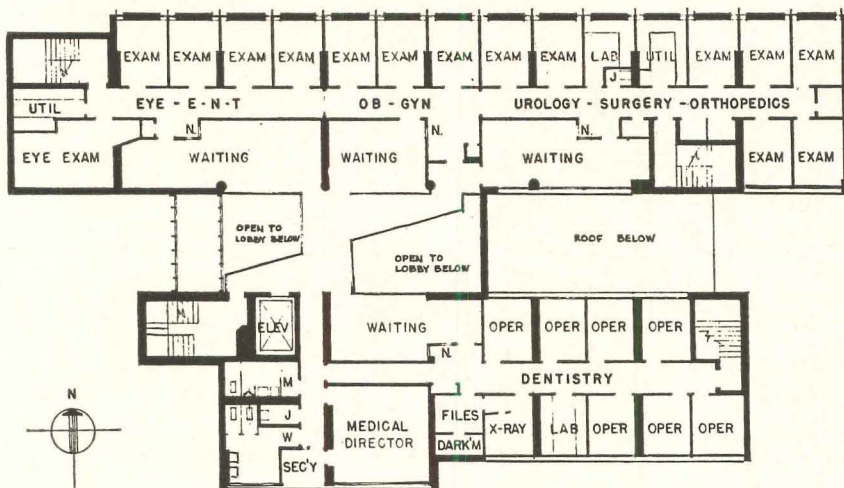 EXAM EXAM EXAM EXAM EXAM EXAM EXAM EXAM EXAM LAB UTIL EXAM EXAM EXAM
J
UTIL EYE - E - N - T OB - GYN UROLOGY - SURGERY - ORTHOPEDICS
N. N. N.
EYE EXAM WAITING WAITING WAITING EXAM EXAM
OPEN TO
LOBBY BELOW
OPEN TO
LOBBY BELOW
ROOF BELOW
ELEV WAITING OPER OPER OPER OPER
N.
M DENTISTRY
N
J
W
SEC'Y
MEDICAL
DIRECTOR
FILES
DARK'M
X-RAY LAB OPER OPER OPER